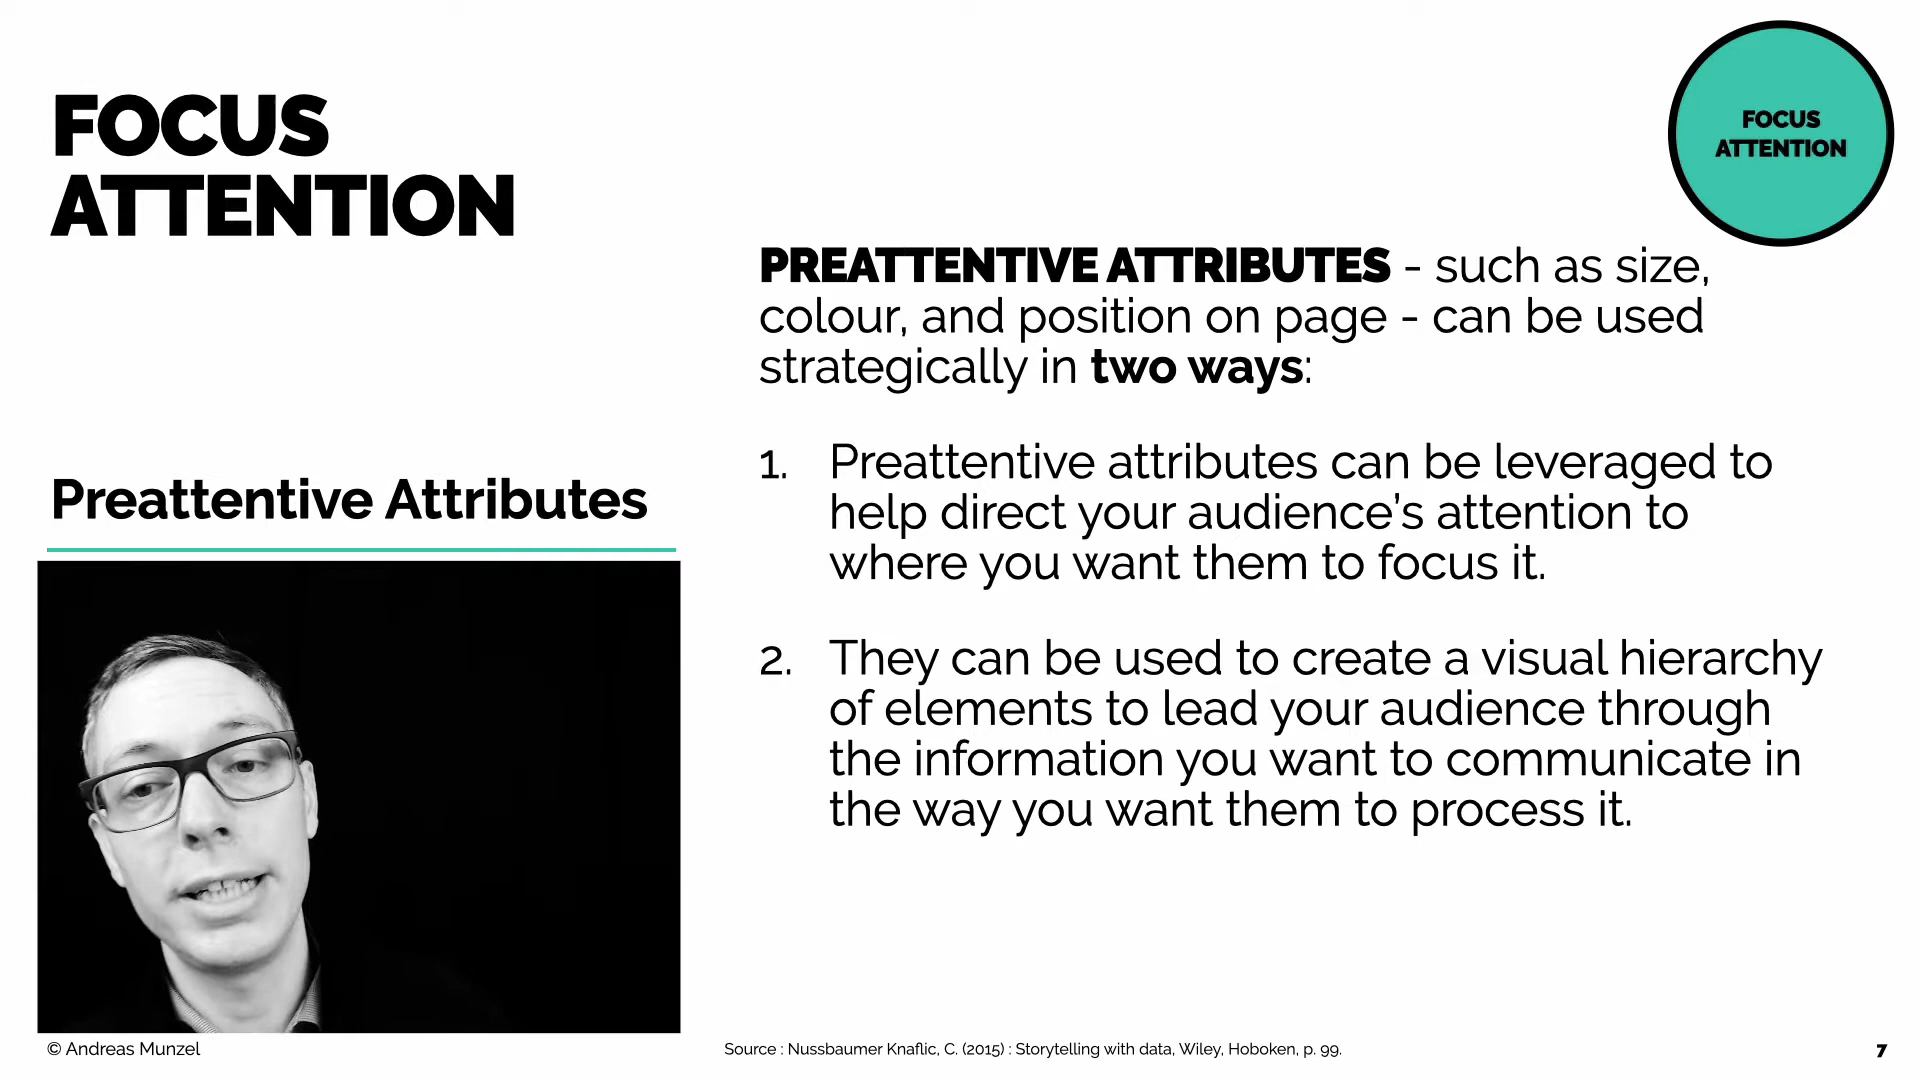 FOCUS
ATTENTION
FOCUS
ATTENTION
PREATTENTIVE ATTRIBUTES - such as size,
colour, and position on page - can be used
strategically in two ways:
1. Preattentive attributes can be leveraged to
help direct your audience's attention to
where you want them to focus it.
2. They can be used to create a visual hierarchy
of elements to lead your audience through
the information you want to communicate in
the way you want them to process it.
Preattentive Attributes
© Andreas Munzel
Source : Nussbaumer Knaflic, C. (2015) : Storytelling with data, Wiley, Hoboken, p. 99.
7